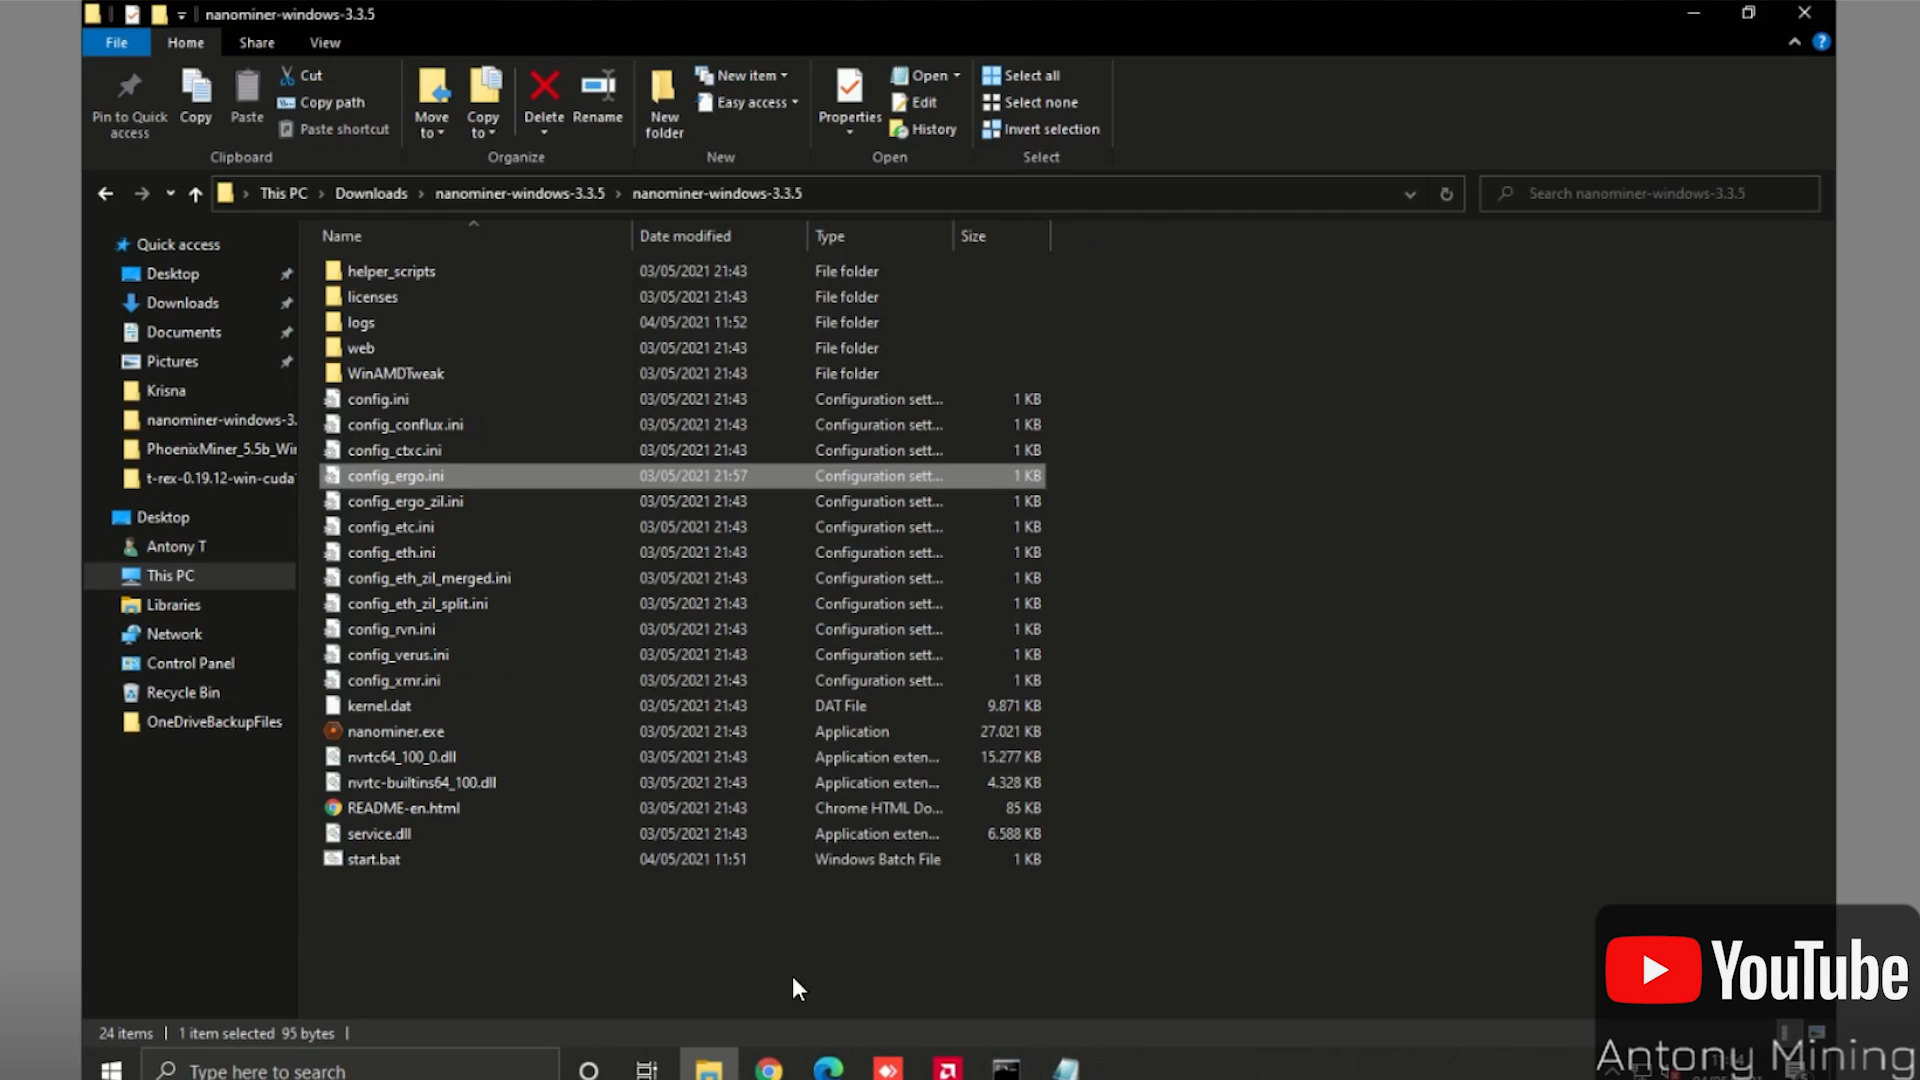 nanominer-windows-3.3.5
File Home Share View
Pin to Quick access
Copy
Paste
Cut
Copy path
Paste shortcut
Clipboard
Move to
Copy to
Delete
Rename
Organize
New folder
New item
Easy access
New
Properties
Open
Edit
History
Open
Select all
Select none
Invert selection
Select
This PC > Downloads > nanominer-windows-3.3.5 > nanominer-windows-3.3.5
Search nanominer-windows-3.3.5
Quick access
Desktop
Downloads
Documents
Pictures
Krisna
nanominer-windows-3.
PhoenixMiner_5.5b_Wir
t-rex-0.19.12-win-cuda
Desktop
Antony T
This PC
Libraries
Network
Control Panel
Recycle Bin
OneDriveBackupFiles
Name Date modified Type Size
helper_scripts 03/05/2021 21:43 File folder
licenses 03/05/2021 21:43 File folder
logs 04/05/2021 11:52 File folder
web 03/05/2021 21:43 File folder
WinAMDTweak 03/05/2021 21:43 File folder
config.ini 03/05/2021 21:43 Configuration sett... 1 KB
config_conflux.ini 03/05/2021 21:43 Configuration sett... 1 KB
config_ctxc.ini 03/05/2021 21:43 Configuration sett... 1 KB
config_ergo.ini 03/05/2021 21:57 Configuration sett... 1 KB
config_ergo_zil.ini 03/05/2021 21:43 Configuration sett... 1 KB
config_etc.ini 03/05/2021 21:43 Configuration sett... 1 KB
config_eth.ini 03/05/2021 21:43 Configuration sett... 1 KB
config_eth_zil_merged.ini 03/05/2021 21:43 Configuration sett... 1 KB
config_eth_zil_split.ini 03/05/2021 21:43 Configuration sett... 1 KB
config_rvn.ini 03/05/2021 21:43 Configuration sett... 1 KB
config_verus.ini 03/05/2021 21:43 Configuration sett... 1 KB
config_xmr.ini 03/05/2021 21:43 Configuration sett... 1 KB
kernel.dat 03/05/2021 21:43 DAT File 9.871 KB
nanominer.exe 03/05/2021 21:43 Application 27.021 KB
nvrtc64_100_0.dll 03/05/2021 21:43 Application exten... 15.277 KB
nvrtc-builtins64_100.dll 03/05/2021 21:43 Application exten... 4.328 KB
README-en.html 03/05/2021 21:43 Chrome HTML Do... 85 KB
service.dll 03/05/2021 21:43 Application exten... 6.588 KB
start.bat 04/05/2021 11:51 Windows Batch File 1 KB
24 items 1 item selected 95 bytes
Type here to search
YouTube
Antony Mining